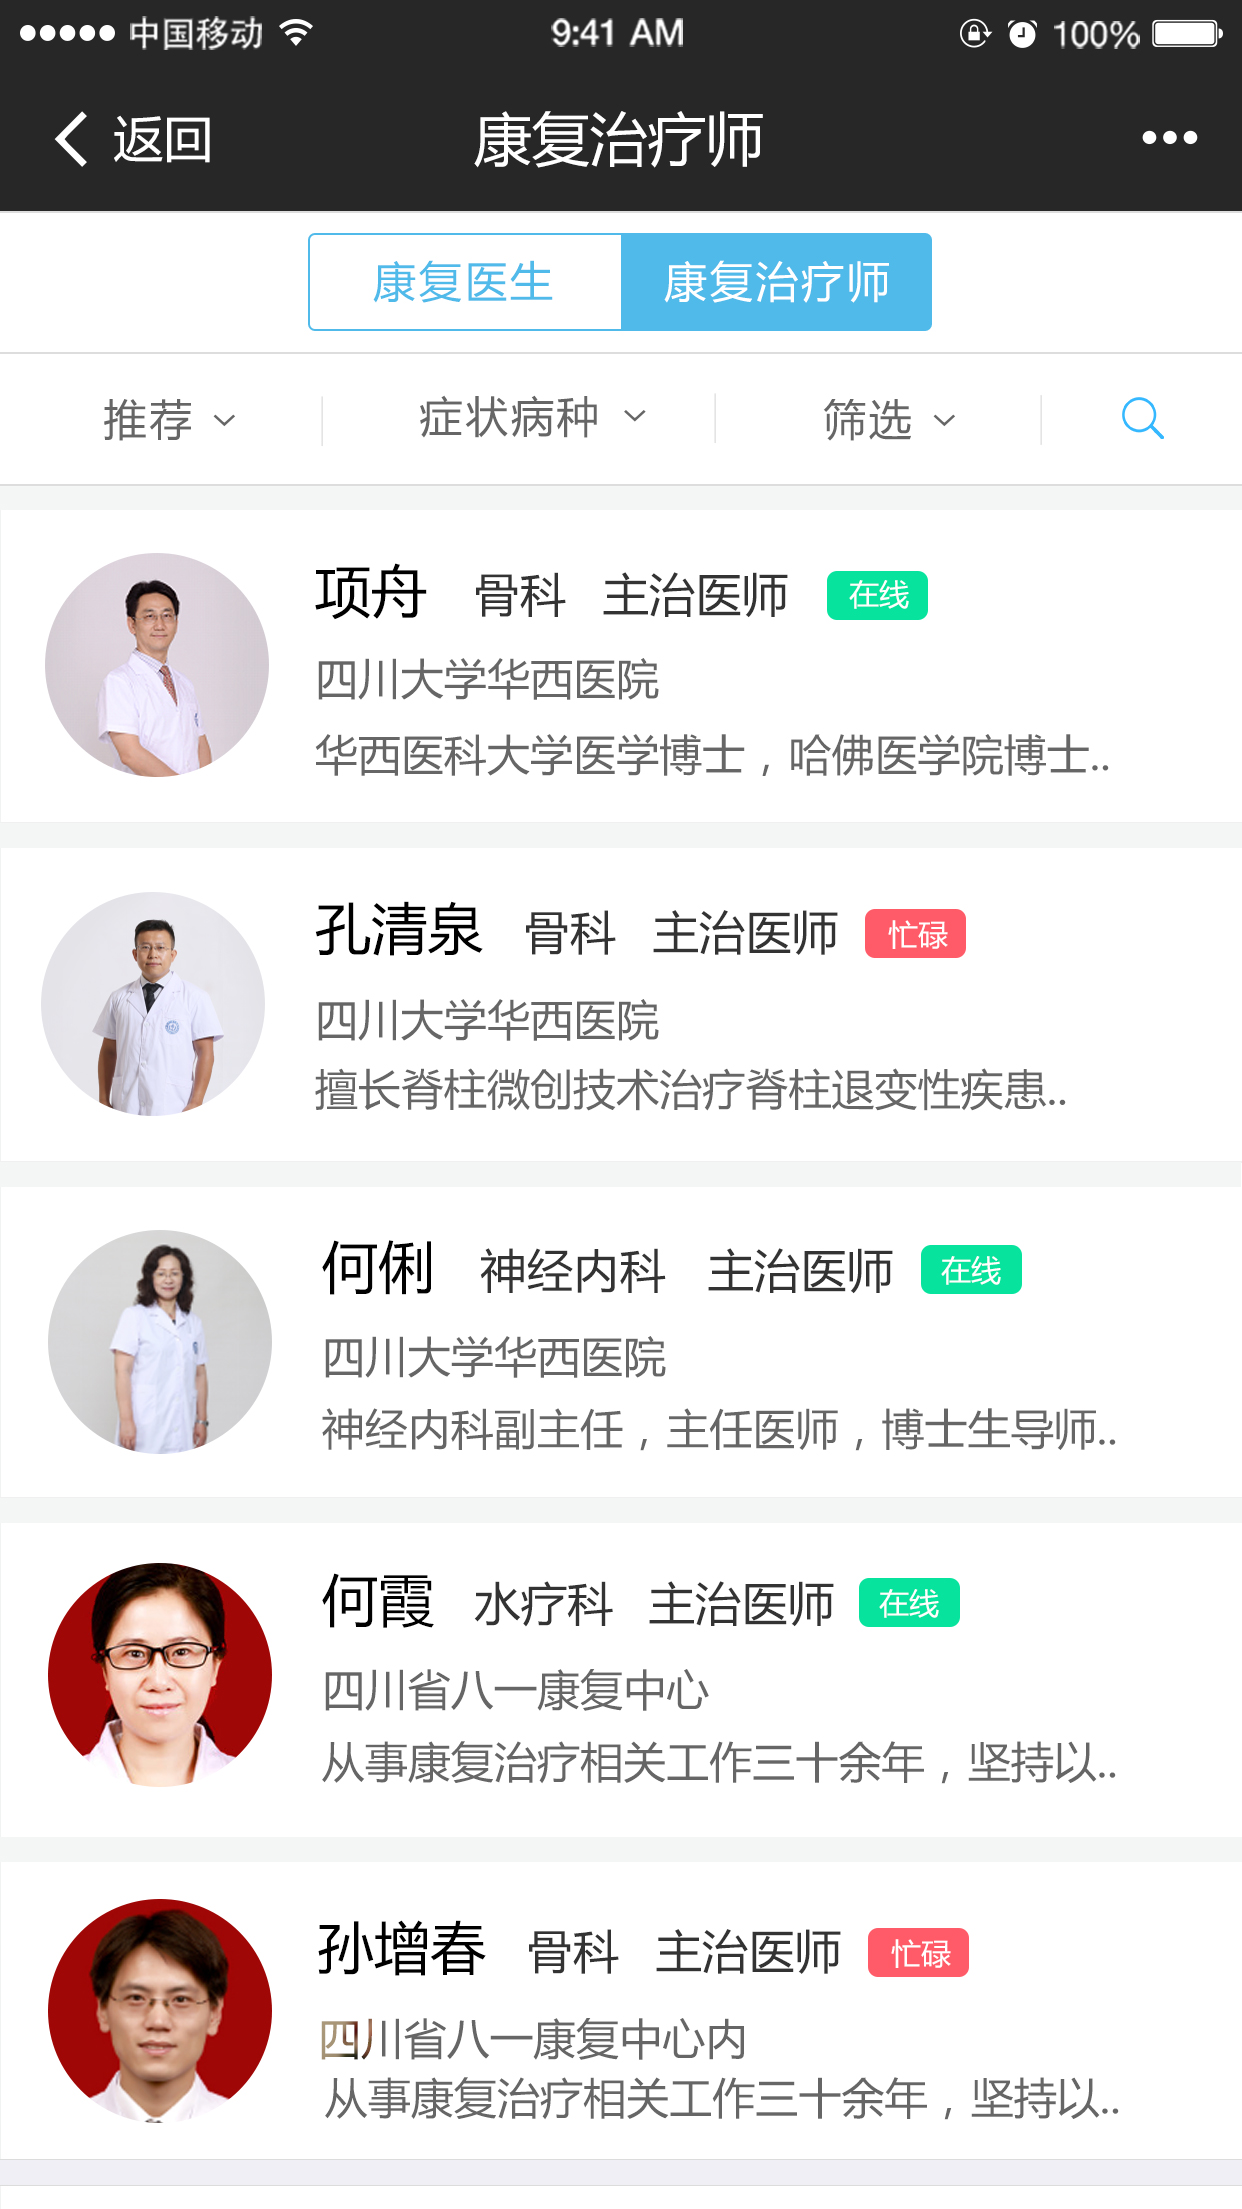 中国移动 9:41 AM 100%
返回 康复治疗师
康复医生 康复治疗师
推荐 症状病种 筛选
项舟 骨科 主治医师 在线
四川大学华西医院
华西医科大学医学博士，哈佛医学院博士..
孔清泉 骨科 主治医师 忙碌
四川大学华西医院
擅长脊柱微创技术治疗脊柱退变性疾患..
何俐 神经内科 主治医师 在线
四川大学华西医院
神经内科副主任，主任医师，博士生导师..
何霞 水疗科 主治医师 在线
四川省八一康复中心
从事康复治疗相关工作三十余年，坚持以..
孙增春 骨科 主治医师 忙碌
四川省八一康复中心内
从事康复治疗相关工作三十余年，坚持以..